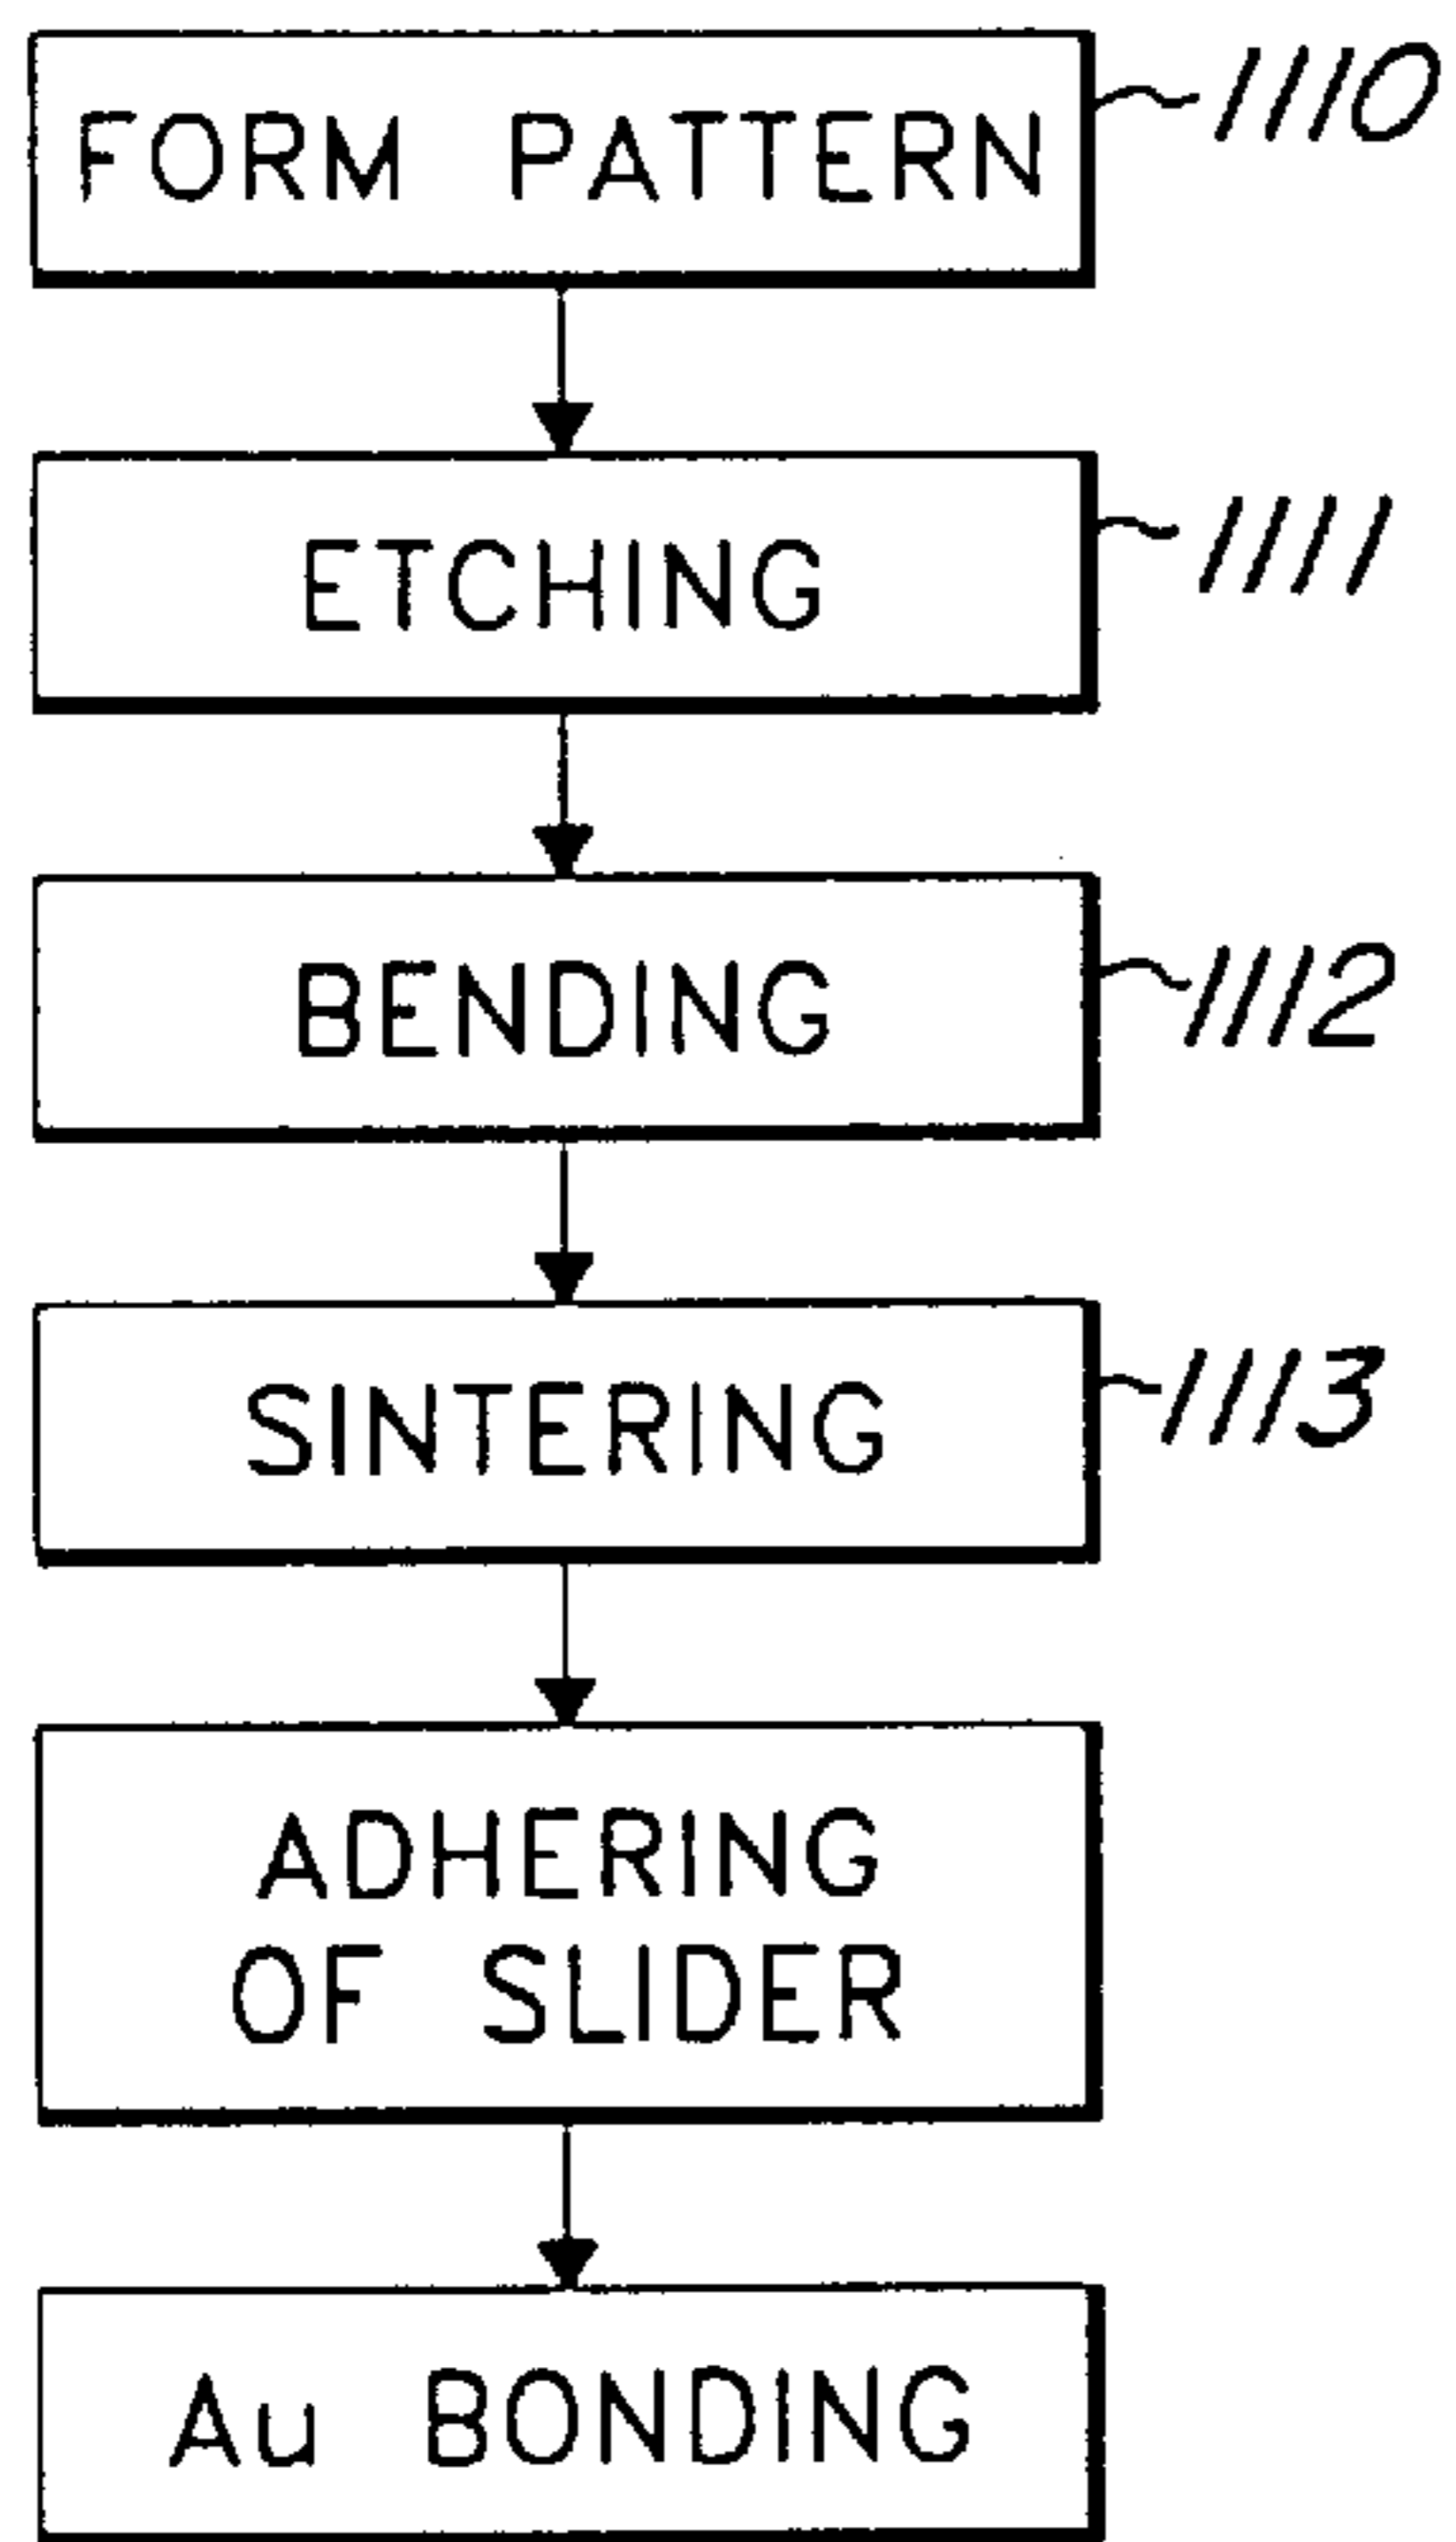 FORM PATTERN
1110
ETCHING
1111
BENDING
1112
SINTERING
1113
ADHERING
OF SLIDER
Au BONDING